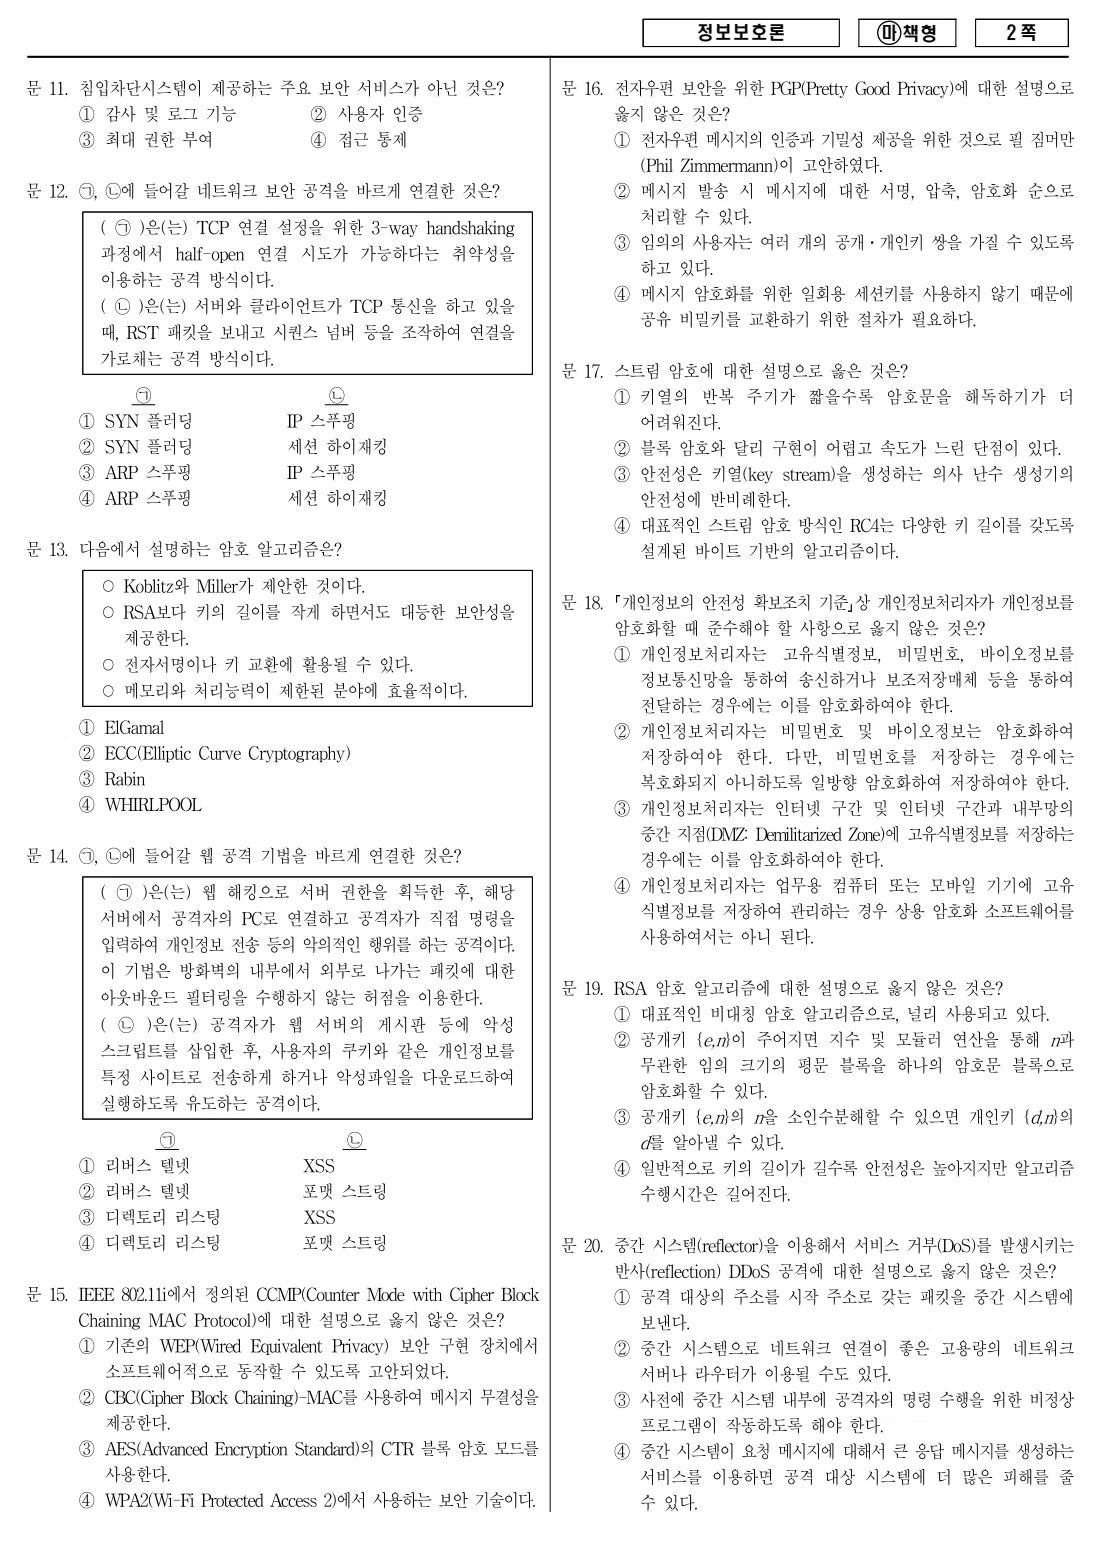 정보보호론
㉲책형
2쪽
문 11. 침입차단시스템이 제공하는 주요 보안 서비스가 아닌 것은?
① 감사 및 로그 기능 ② 사용자 인증
③ 최대 권한 부여 ④ 접근 통제
문 12. ㉠, ㉡에 들어갈 네트워크 보안 공격을 바르게 연결한 것은?
( ㉠ )은(는) TCP 연결 설정을 위한 3-way handshaking
과정에서 half-open 연결 시도가 가능하다는 취약성을
이용하는 공격 방식이다.
( ㉡ )은(는) 서버와 클라이언트가 TCP 통신을 하고 있을
때, RST 패킷을 보내고 시퀀스 넘버 등을 조작하여 연결을
가로채는 공격 방식이다.
㉠ ㉡
① SYN 플러딩 IP 스푸핑
② SYN 플러딩 세션 하이재킹
③ ARP 스푸핑 IP 스푸핑
④ ARP 스푸핑 세션 하이재킹
문 13. 다음에서 설명하는 암호 알고리즘은?
○ Koblitz와 Miller가 제안한 것이다.
○ RSA보다 키의 길이를 작게 하면서도 대등한 보안성을
제공한다.
○ 전자서명이나 키 교환에 활용될 수 있다.
○ 메모리와 처리능력이 제한된 분야에 효율적이다.
① ElGamal
② ECC(Elliptic Curve Cryptography)
③ Rabin
④ WHIRLPOOL
문 14. ㉠, ㉡에 들어갈 웹 공격 기법을 바르게 연결한 것은?
( ㉠ )은(는) 웹 해킹으로 서버 권한을 획득한 후, 해당
서버에서 공격자의 PC로 연결하고 공격자가 직접 명령을
입력하여 개인정보 전송 등의 악의적인 행위를 하는 공격이다.
이 기법은 방화벽의 내부에서 외부로 나가는 패킷에 대한
아웃바운드 필터링을 수행하지 않는 허점을 이용한다.
( ㉡ )은(는) 공격자가 웹 서버의 게시판 등에 악성
스크립트를 삽입한 후, 사용자의 쿠키와 같은 개인정보를
특정 사이트로 전송하게 하거나 악성파일을 다운로드하여
실행하도록 유도하는 공격이다.
㉠ ㉡
① 리버스 텔넷 XSS
② 리버스 텔넷 포맷 스트링
③ 디렉토리 리스팅 XSS
④ 디렉토리 리스팅 포맷 스트링
문 15. IEEE 802.11i에서 정의된 CCMP(Counter Mode with Cipher Block
Chaining MAC Protocol)에 대한 설명으로 옳지 않은 것은?
① 기존의 WEP(Wired Equivalent Privacy) 보안 구현 장치에서
소프트웨어적으로 동작할 수 있도록 고안되었다.
② CBC(Cipher Block Chaining)-MAC를 사용하여 메시지 무결성을
제공한다.
③ AES(Advanced Encryption Standard)의 CTR 블록 암호 모드를
사용한다.
④ WPA2(Wi-Fi Protected Access 2)에서 사용하는 보안 기술이다.
문 16. 전자우편 보안을 위한 PGP(Pretty Good Privacy)에 대한 설명으로
옳지 않은 것은?
① 전자우편 메시지의 인증과 기밀성 제공을 위한 것으로 필 짐머만
(Phil Zimmermann)이 고안하였다.
② 메시지 발송 시 메시지에 대한 서명, 압축, 암호화 순으로
처리할 수 있다.
③ 임의의 사용자는 여러 개의 공개・개인키 쌍을 가질 수 있도록
하고 있다.
④ 메시지 암호화를 위한 일회용 세션키를 사용하지 않기 때문에
공유 비밀키를 교환하기 위한 절차가 필요하다.
문 17. 스트림 암호에 대한 설명으로 옳은 것은?
① 키열의 반복 주기가 짧을수록 암호문을 해독하기가 더
어려워진다.
② 블록 암호와 달리 구현이 어렵고 속도가 느린 단점이 있다.
③ 안전성은 키열(key stream)을 생성하는 의사 난수 생성기의
안전성에 반비례한다.
④ 대표적인 스트림 암호 방식인 RC4는 다양한 키 길이를 갖도록
설계된 바이트 기반의 알고리즘이다.
문 18. 「개인정보의 안전성 확보조치 기준」상 개인정보처리자가 개인정보를
암호화할 때 준수해야 할 사항으로 옳지 않은 것은?
① 개인정보처리자는 고유식별정보, 비밀번호, 바이오정보를
정보통신망을 통하여 송신하거나 보조저장매체 등을 통하여
전달하는 경우에는 이를 암호화하여야 한다.
② 개인정보처리자는 비밀번호 및 바이오정보는 암호화하여
저장하여야 한다. 다만, 비밀번호를 저장하는 경우에는
복호화되지 아니하도록 일방향 암호화하여 저장하여야 한다.
③ 개인정보처리자는 인터넷 구간 및 인터넷 구간과 내부망의
중간 지점(DMZ: Demilitarized Zone)에 고유식별정보를 저장하는
경우에는 이를 암호화하여야 한다.
④ 개인정보처리자는 업무용 컴퓨터 또는 모바일 기기에 고유
식별정보를 저장하여 관리하는 경우 상용 암호화 소프트웨어를
사용하여서는 아니 된다.
문 19. RSA 암호 알고리즘에 대한 설명으로 옳지 않은 것은?
① 대표적인 비대칭 암호 알고리즘으로, 널리 사용되고 있다.
② 공개키 {e,n}이 주어지면 지수 및 모듈러 연산을 통해 n과
무관한 임의 크기의 평문 블록을 하나의 암호문 블록으로
암호화할 수 있다.
③ 공개키 {e,n}의 n을 소인수분해할 수 있으면 개인키 {d,n}의
d를 알아낼 수 있다.
④ 일반적으로 키의 길이가 길수록 안전성은 높아지지만 알고리즘
수행시간은 길어진다.
문 20. 중간 시스템(reflector)을 이용해서 서비스 거부(DoS)를 발생시키는
반사(reflection) DDoS 공격에 대한 설명으로 옳지 않은 것은?
① 공격 대상의 주소를 시작 주소로 갖는 패킷을 중간 시스템에
보낸다.
② 중간 시스템으로 네트워크 연결이 좋은 고용량의 네트워크
서버나 라우터가 이용될 수도 있다.
③ 사전에 중간 시스템 내부에 공격자의 명령 수행을 위한 비정상
프로그램이 작동하도록 해야 한다.
④ 중간 시스템이 요청 메시지에 대해서 큰 응답 메시지를 생성하는
서비스를 이용하면 공격 대상 시스템에 더 많은 피해를 줄
수 있다.